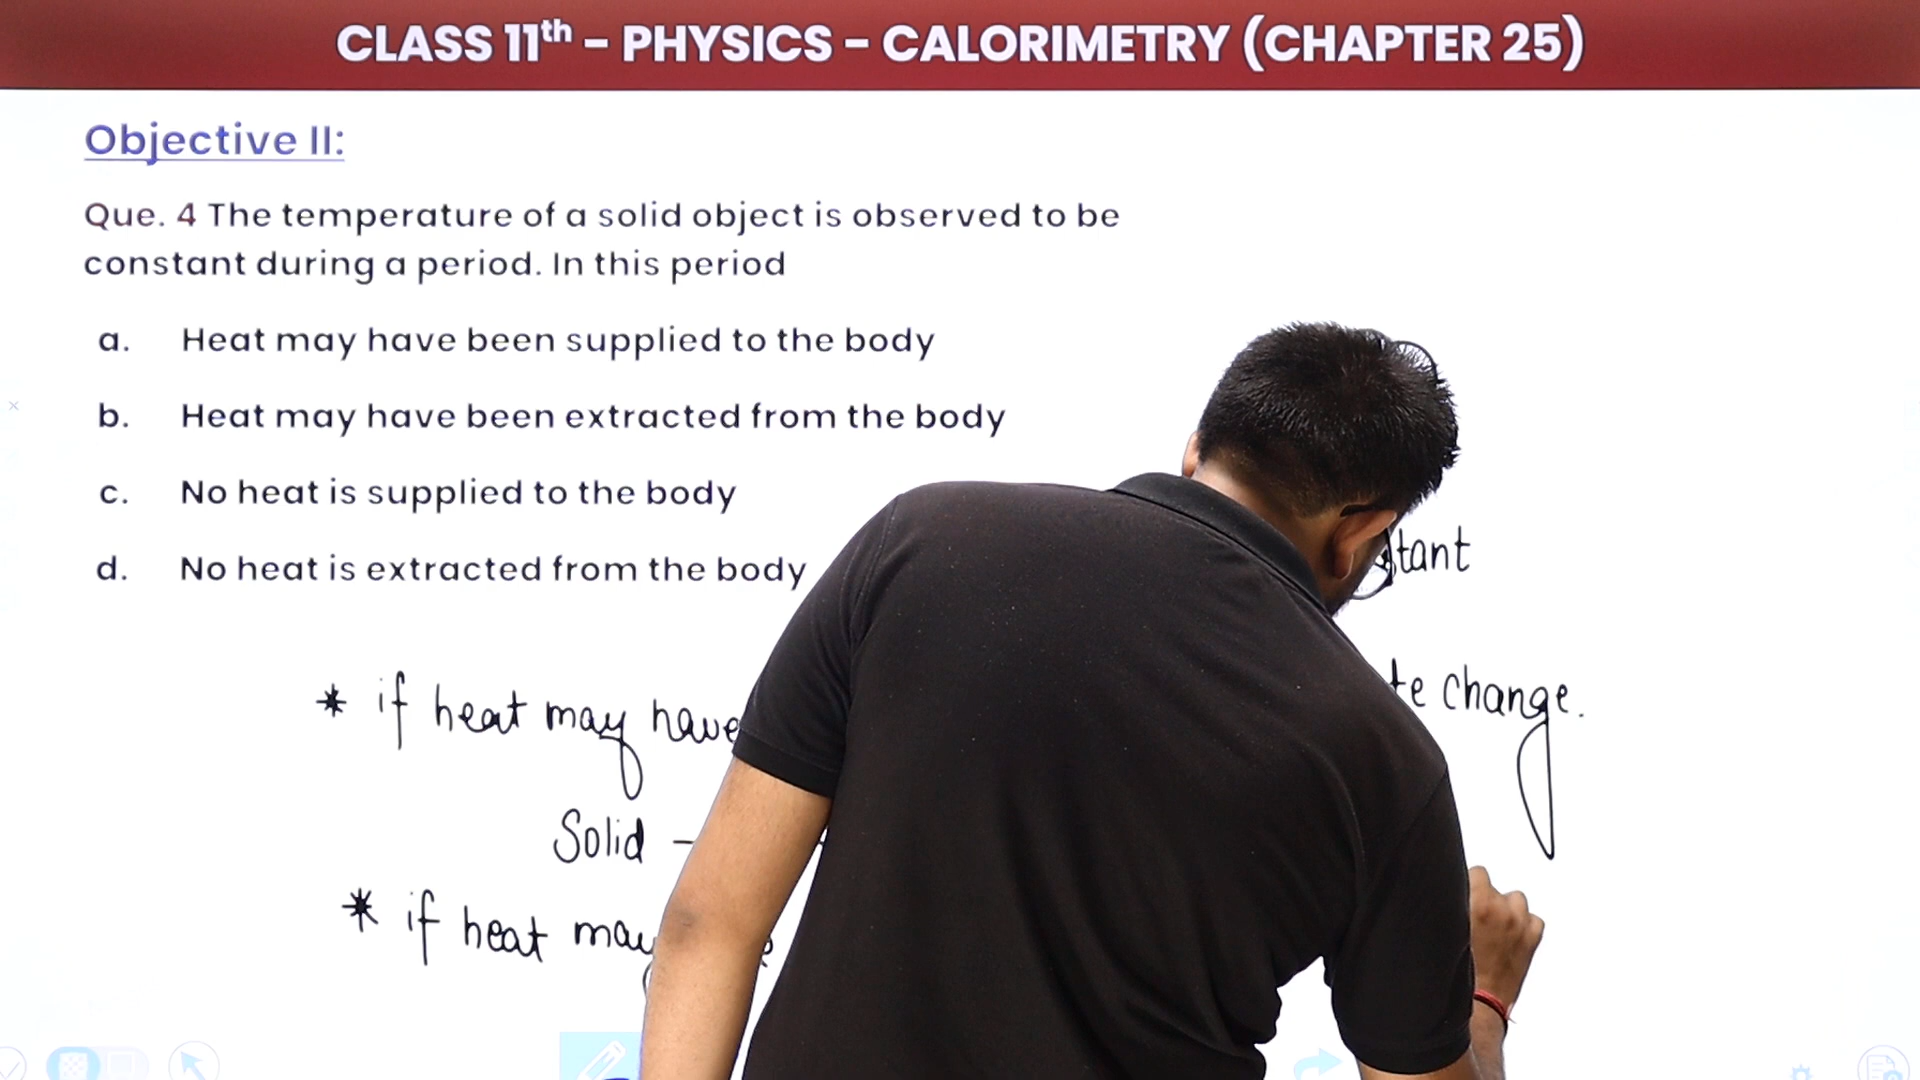 CLASS 11th – PHYSICS – CALORIMETRY (CHAPTER 25)
Objective II:
Que. 4 The temperature of a solid object is observed to be
constant during a period. In this period
a. Heat may have been supplied to the body
b. Heat may have been extracted from the body
c. No heat is supplied to the body
d. No heat is extracted from the body
tant
* if heat may have te change.
Solid –
* if heat may